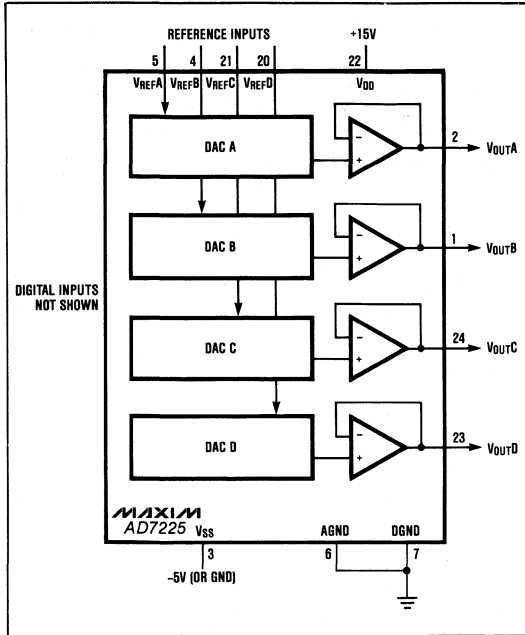 REFERENCE INPUTS
+15V
5 4 21 20 22
VREFA VREFB VREFC VREFD VDD
DAC A
- 
+
2
VOUTA
DAC B
-
+
1
VOUTB
DIGITAL INPUTS
NOT SHOWN
DAC C
-
+
24
VOUTC
DAC D
-
+
23
VOUTD
MAXIM
AD7225
VSS AGND DGND
3 6 7
-5V (OR GND)